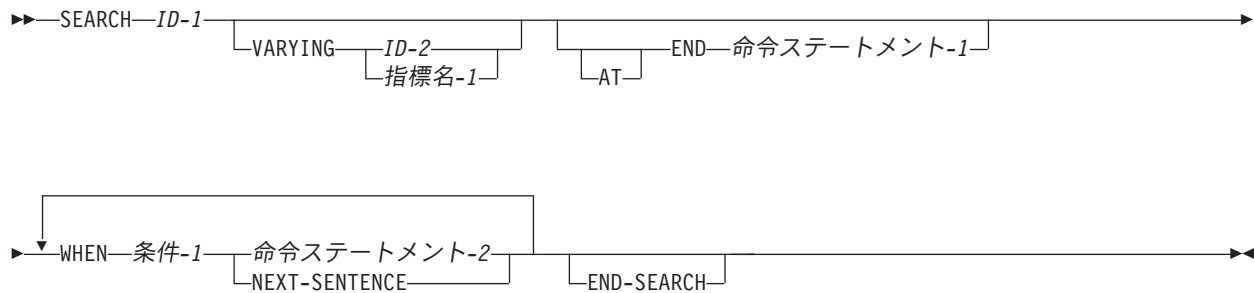 SEARCH ID-1 VARYING ID-2 AT END 命令ステートメント-1
指標名-1
WHEN 条件-1 命令ステートメント-2 END-SEARCH
NEXT-SENTENCE